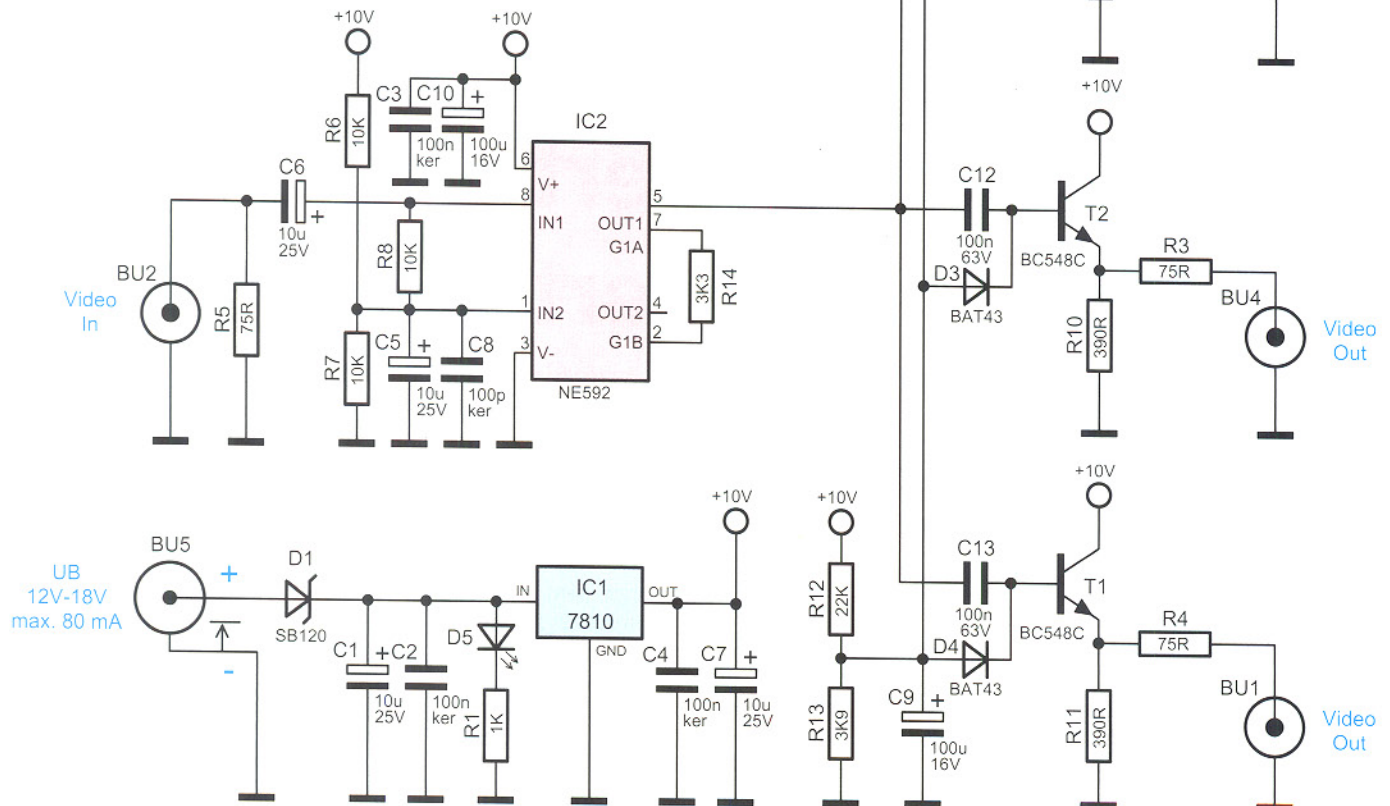 +10V
+10V
+10V
C3
C10
+
R6
10K
IC2
100n
ker
100u
16V
C6
+
10u
25V
6
V+
8
IN1
5
OUT1
7
G1A
R8
10K
R14
3K3
BU2
Video
In
R5
75R
1
IN2
OUT2
4
3
V-
G1B
2
R7
10K
C5
+
10u
25V
C8
100p
ker
NE592
C12
100n
63V
D3
BAT43
T2
BC548C
R3
75R
R10
390R
BU4
Video
Out
+10V
+10V
+10V
BU5
UB
12V-18V
max. 80 mA
+
-
D1
SB120
IN
IC1
7810
OUT
GND
C1
+
10u
25V
C2
100n
ker
D5
R1
1K
C4
100n
ker
C7
+
10u
25V
R12
22K
R13
3K9
C9
+
100u
16V
C13
100n
63V
D4
BAT43
T1
BC548C
R4
75R
R11
390R
BU1
Video
Out